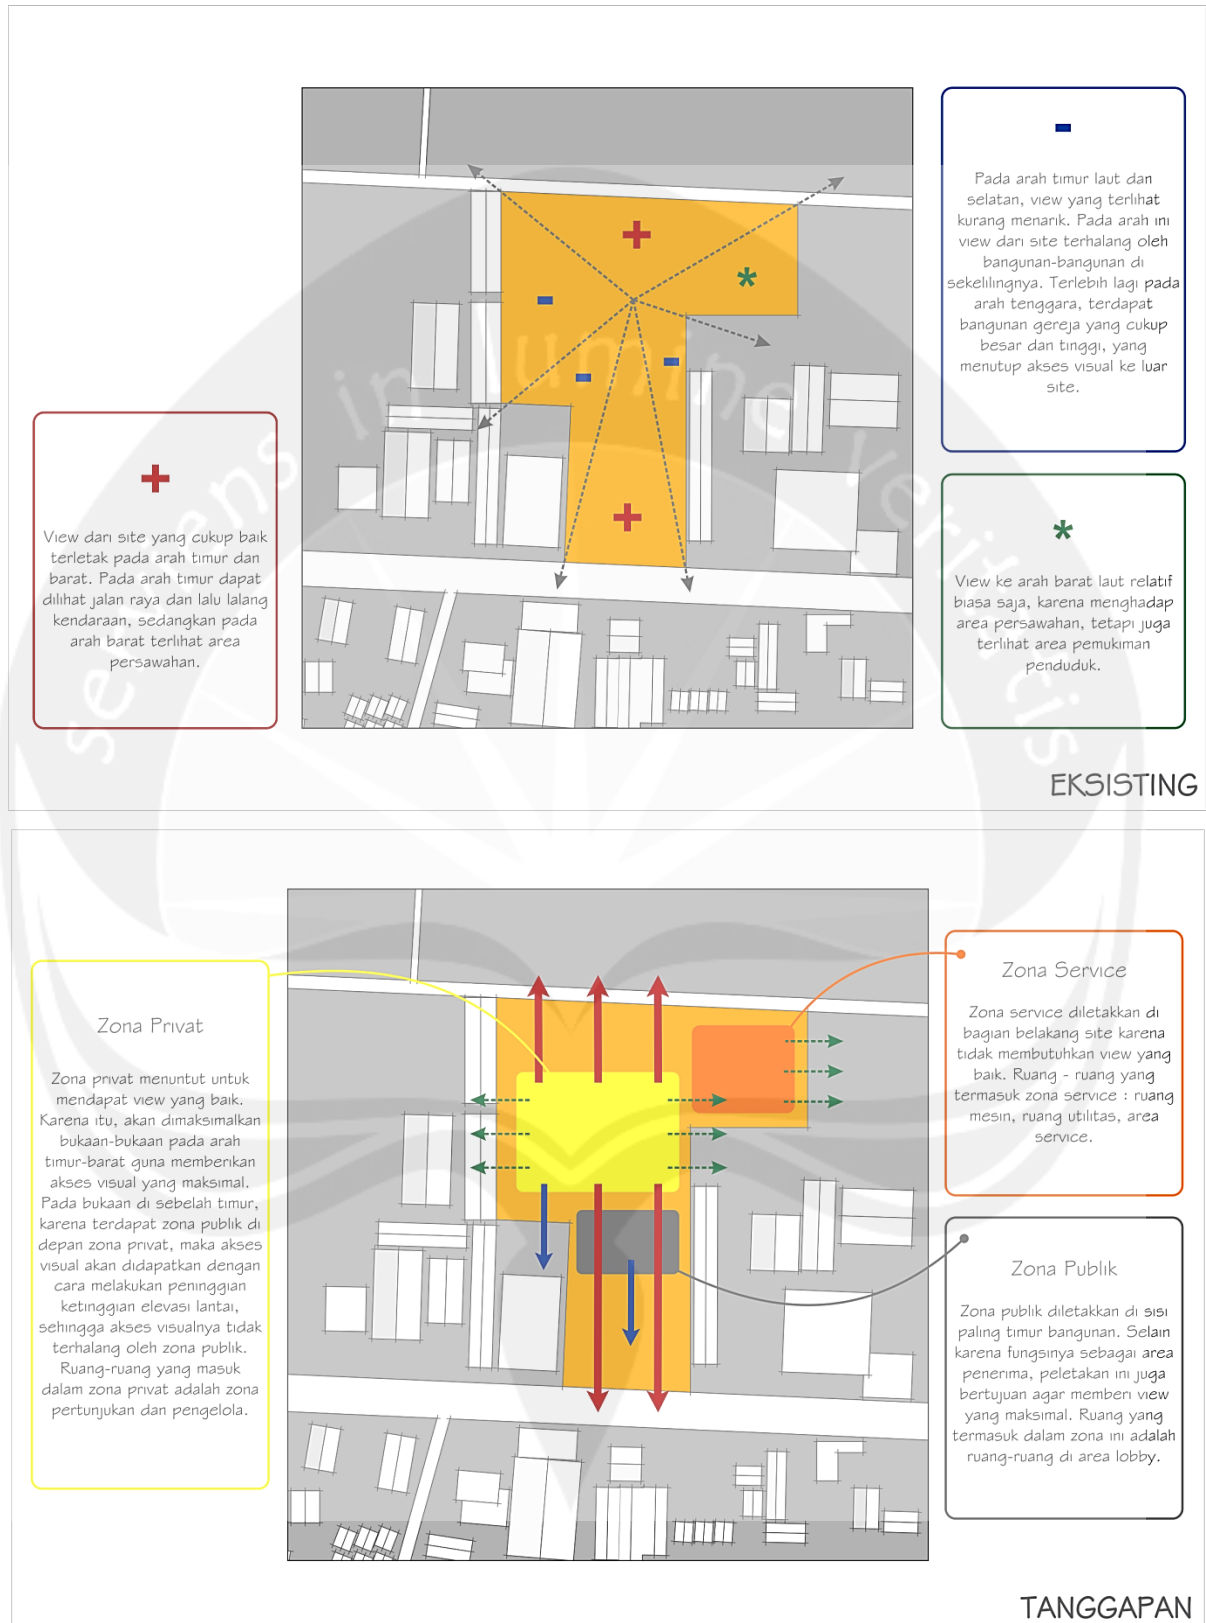 -
Pada arah timur laut dan
selatan, view yang terlihat
kurang menarik. Pada arah ini
view dari site terhalang oleh
bangunan-bangunan di
sekelilingnya. Terlebih lagi pada
arah tenggara, terdapat
bangunan gereja yang cukup
besar dan tinggi, yang
menutup akses visual ke luar
site.
+
View dari site yang cukup baik
terletak pada arah timur dan
barat. Pada arah timur dapat
dilihat jalan raya dan lalu lalang
kendaraan, sedangkan pada
arah barat terlihat area
persawahan.
*
View ke arah barat laut relatif
biasa saja, karena menghadap
area persawahan, tetapi juga
terlihat area pemukiman
penduduk.
serviens in lumine veritatis
EKSISTING
Zona Privat
Zona privat menuntut untuk
mendapat view yang baik.
Karena itu, akan dimaksimalkan
bukaan-bukaan pada arah
timur-barat guna memberikan
akses visual yang maksimal.
Pada bukaan di sebelah timur,
karena terdapat zona publik di
depan zona privat, maka akses
visual akan didapatkan dengan
cara melakukan peninggian
ketinggian elevasi lantai,
sehingga akses visualnya tidak
terhalang oleh zona publik.
Ruang-ruang yang masuk
dalam zona privat adalah zona
pertunjukan dan pengelola.
Zona Service
Zona service diletakkan di
bagian belakang site karena
tidak membutuhkan view yang
baik. Ruang - ruang yang
termasuk zona service : ruang
mesin, ruang utilitas, area
service.
Zona Publik
Zona publik diletakkan di sisi
paling timur bangunan. Selain
karena fungsinya sebagai area
penerima, peletakan ini juga
bertujuan agar memberi view
yang maksimal. Ruang yang
termasuk dalam zona ini adalah
ruang-ruang di area lobby.
TANGGAPAN